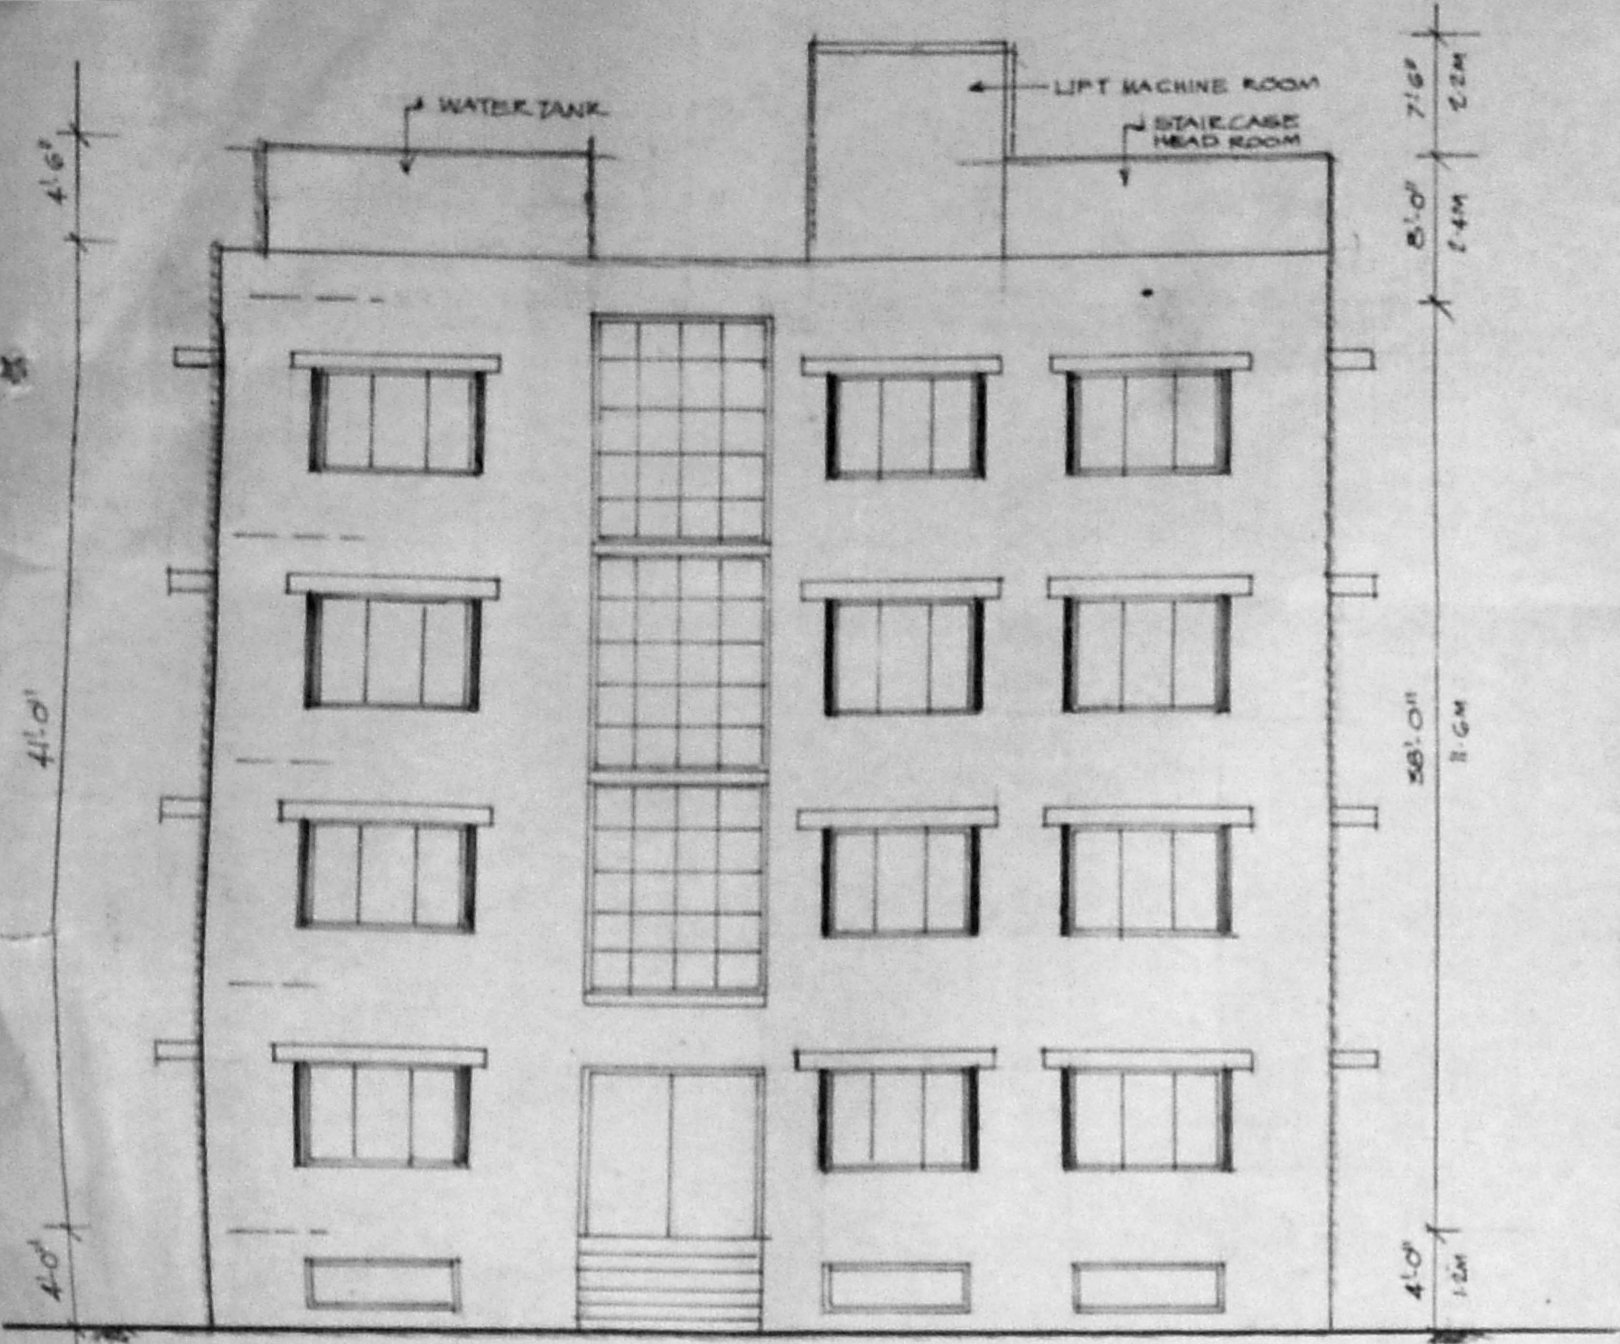 WATER TANK
LIFT MACHINE ROOM
STAIRCASE
HEAD ROOM
4'-6"
41'-0"
4'-0"
7'-6"
2.2M
8'-0"
2.4M
38'-0"
11.6M
4'-0"
1.2M